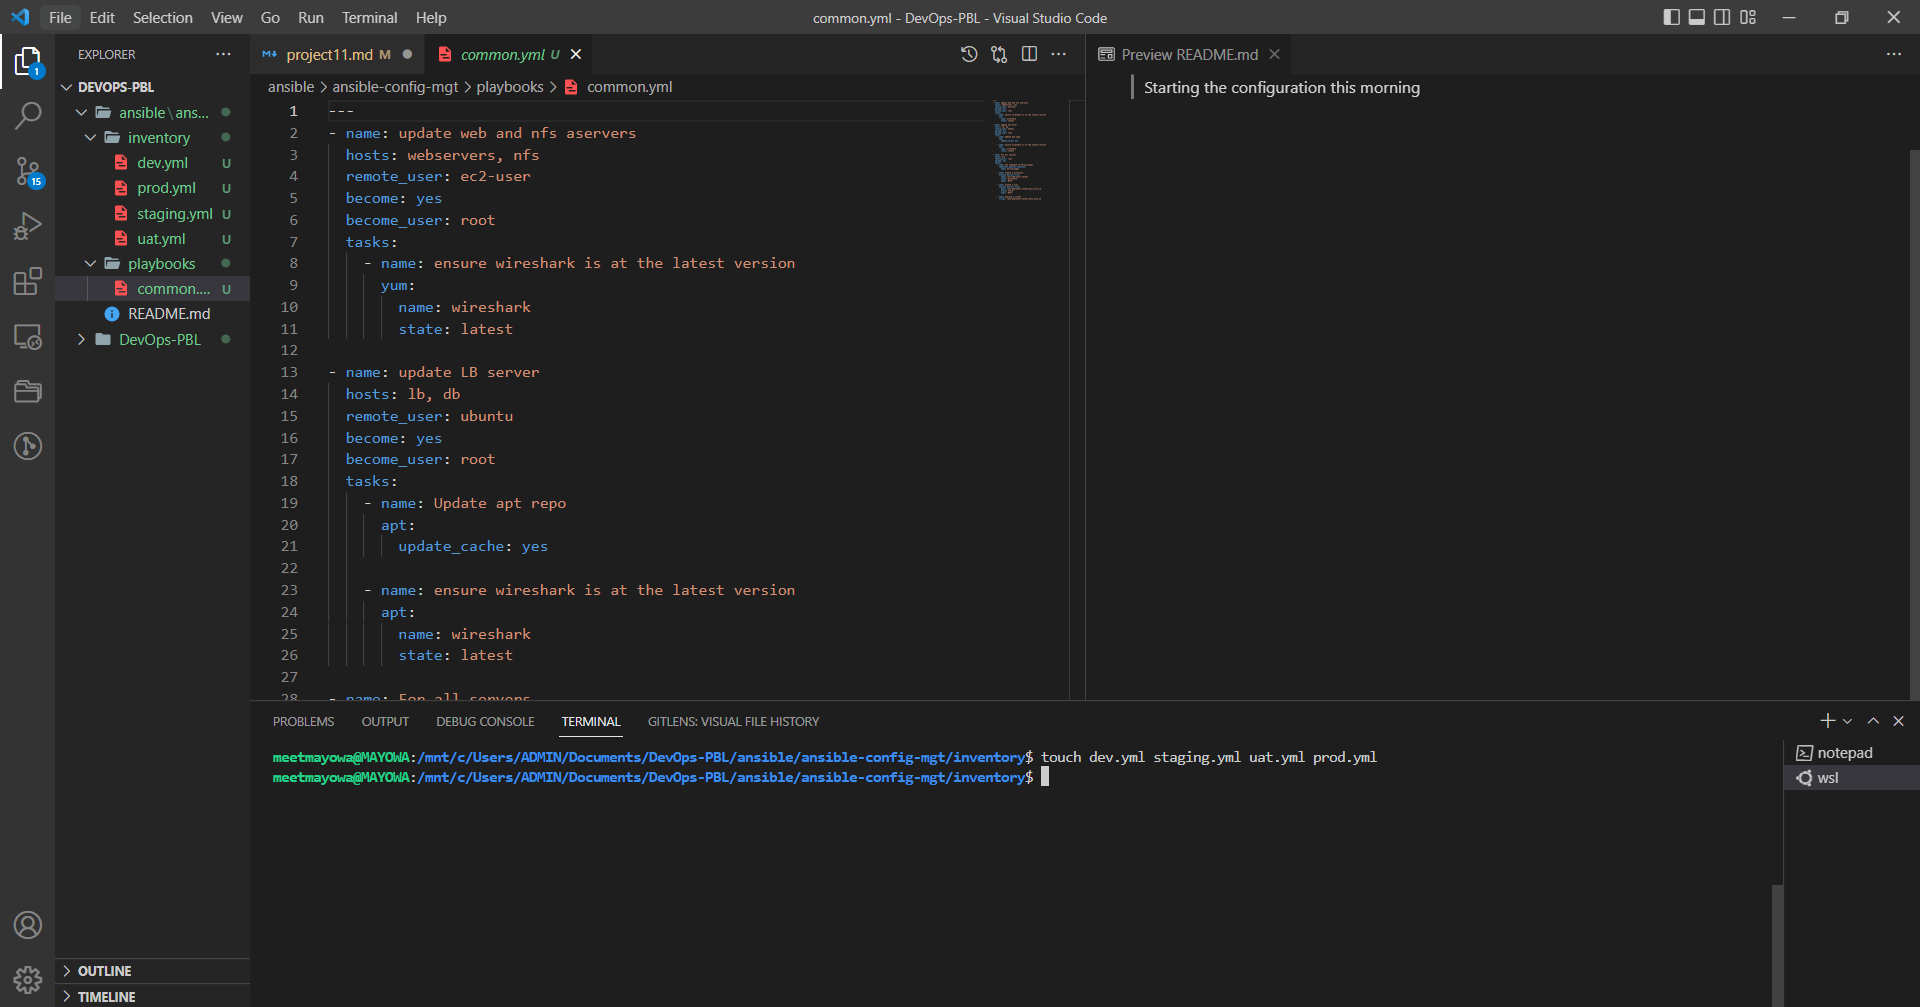 File Edit Selection View Go Run Terminal Help
common.yml - DevOps-PBL - Visual Studio Code
1
15
EXPLORER
DEVOPS-PBL
ansible\ans...
inventory
dev.yml U
prod.yml U
staging.yml U
uat.yml U
playbooks
common.... U
README.md
DevOps-PBL
OUTLINE
TIMELINE
project11.md M
common.yml U
ansible > ansible-config-mgt > playbooks > common.yml
1 ---
2 - name: update web and nfs aservers
3 hosts: webservers, nfs
4 remote_user: ec2-user
5 become: yes
6 become_user: root
7 tasks:
8 - name: ensure wireshark is at the latest version
9 yum:
10 name: wireshark
11 state: latest
12
13 - name: update LB server
14 hosts: lb, db
15 remote_user: ubuntu
16 become: yes
17 become_user: root
18 tasks:
19 - name: Update apt repo
20 apt:
21 update_cache: yes
22
23 - name: ensure wireshark is at the latest version
24 apt:
25 name: wireshark
26 state: latest
27
28 - name: For all servers
Preview README.md
Starting the configuration this morning
PROBLEMS OUTPUT DEBUG CONSOLE TERMINAL GITLENS: VISUAL FILE HISTORY
meetmayowa@MAYOWA:/mnt/c/Users/ADMIN/Documents/DevOps-PBL/ansible/ansible-config-mgt/inventory$ touch dev.yml staging.yml uat.yml prod.yml
meetmayowa@MAYOWA:/mnt/c/Users/ADMIN/Documents/DevOps-PBL/ansible/ansible-config-mgt/inventory$
notepad
wsl